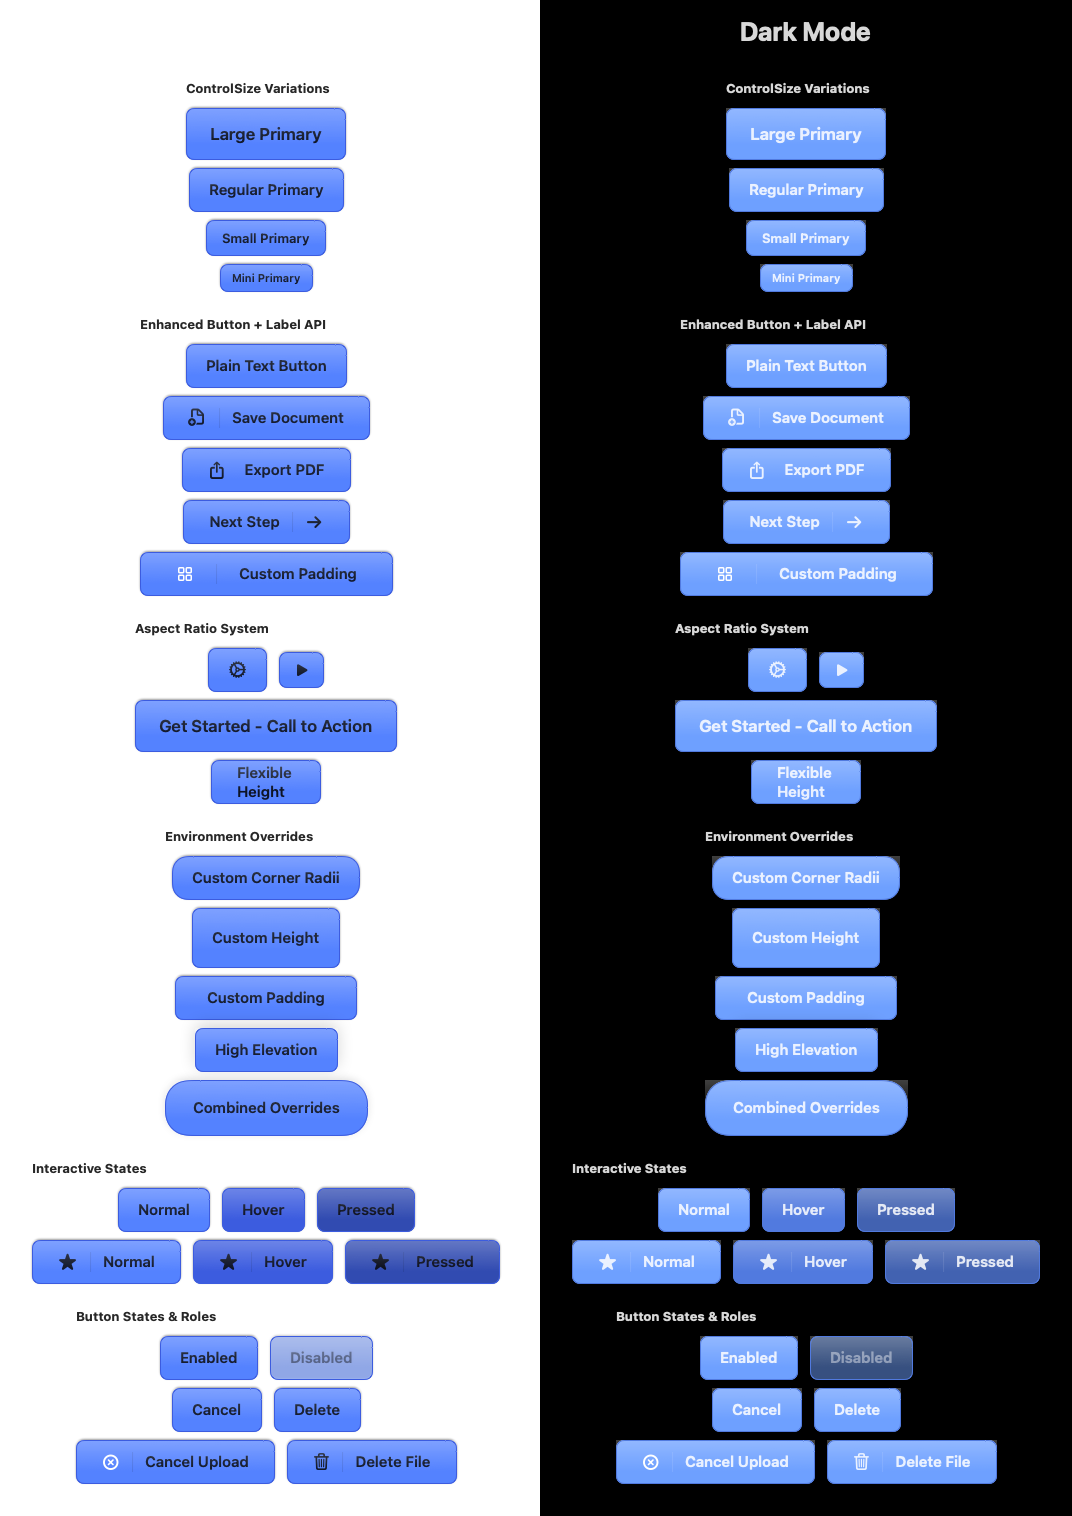 ControlSize Variations
Large Primary
Regular Primary
Small Primary
Mini Primary
Enhanced Button + Label API
Plain Text Button
Save Document
Export PDF
Next Step
Custom Padding
Aspect Ratio System
Get Started - Call to Action
Flexible
Height
Environment Overrides
Custom Corner Radii
Custom Height
Custom Padding
High Elevation
Combined Overrides
Interactive States
Normal Hover Pressed
Normal Hover Pressed
Button States & Roles
Enabled Disabled
Cancel Delete
Cancel Upload Delete File
Dark Mode
ControlSize Variations
Large Primary
Regular Primary
Small Primary
Mini Primary
Enhanced Button + Label API
Plain Text Button
Save Document
Export PDF
Next Step
Custom Padding
Aspect Ratio System
Get Started - Call to Action
Flexible
Height
Environment Overrides
Custom Corner Radii
Custom Height
Custom Padding
High Elevation
Combined Overrides
Interactive States
Normal Hover Pressed
Normal Hover Pressed
Button States & Roles
Enabled Disabled
Cancel Delete
Cancel Upload Delete File